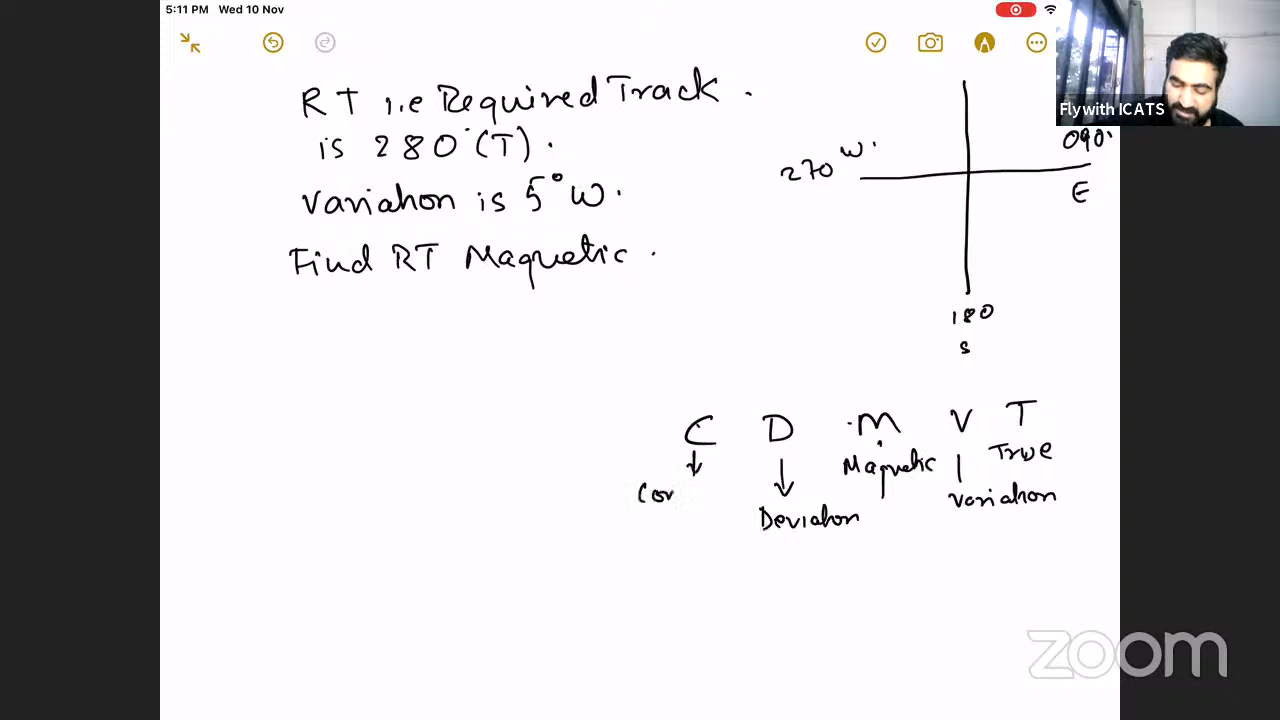 5:11 PM Wed 10 Nov
RT i.e Required Track.
is 280°(T).
Variation is 5°W.
Find RT Magnetic.
Flywith ICATS
090°
270 W.
E
180
S
C D M V T
Magnetic True
Variation
Deviation
zoom